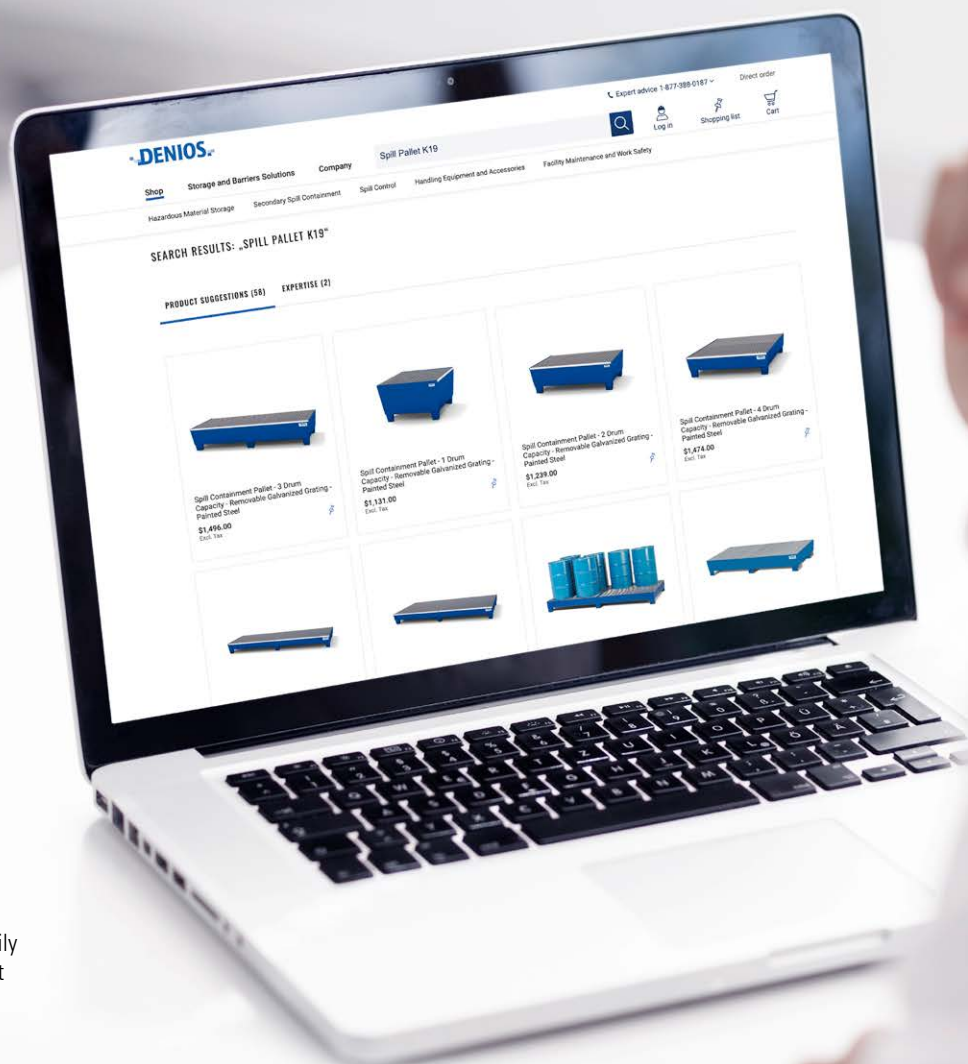 Expert advice 1-877-388-0187
Direct order
DENIOS.
Spill Pallet K19
Log in
Shopping list
Cart
Shop
Storage and Barriers Solutions
Company
Hazardous Material Storage
Secondary Spill Containment
Spill Control
Handling Equipment and Accessories
Facility Maintenance and Work Safety
SEARCH RESULTS: „SPILL PALLET K19"
PRODUCT SUGGESTIONS (58)
EXPERTISE (2)
Spill Containment Pallet - 3 Drum
Capacity - Removable Galvanized Grating -
Painted Steel
$1,496.00
Excl. Tax
Spill Containment Pallet - 1 Drum
Capacity - Removable Galvanized Grating -
Painted Steel
$1,131.00
Excl. Tax
Spill Containment Pallet - 2 Drum
Capacity - Removable Galvanized Grating -
Painted Steel
$1,239.00
Excl. Tax
Spill Containment Pallet - 4 Drum
Capacity - Removable Galvanized Grating -
Painted Steel
$1,474.00
Excl. Tax